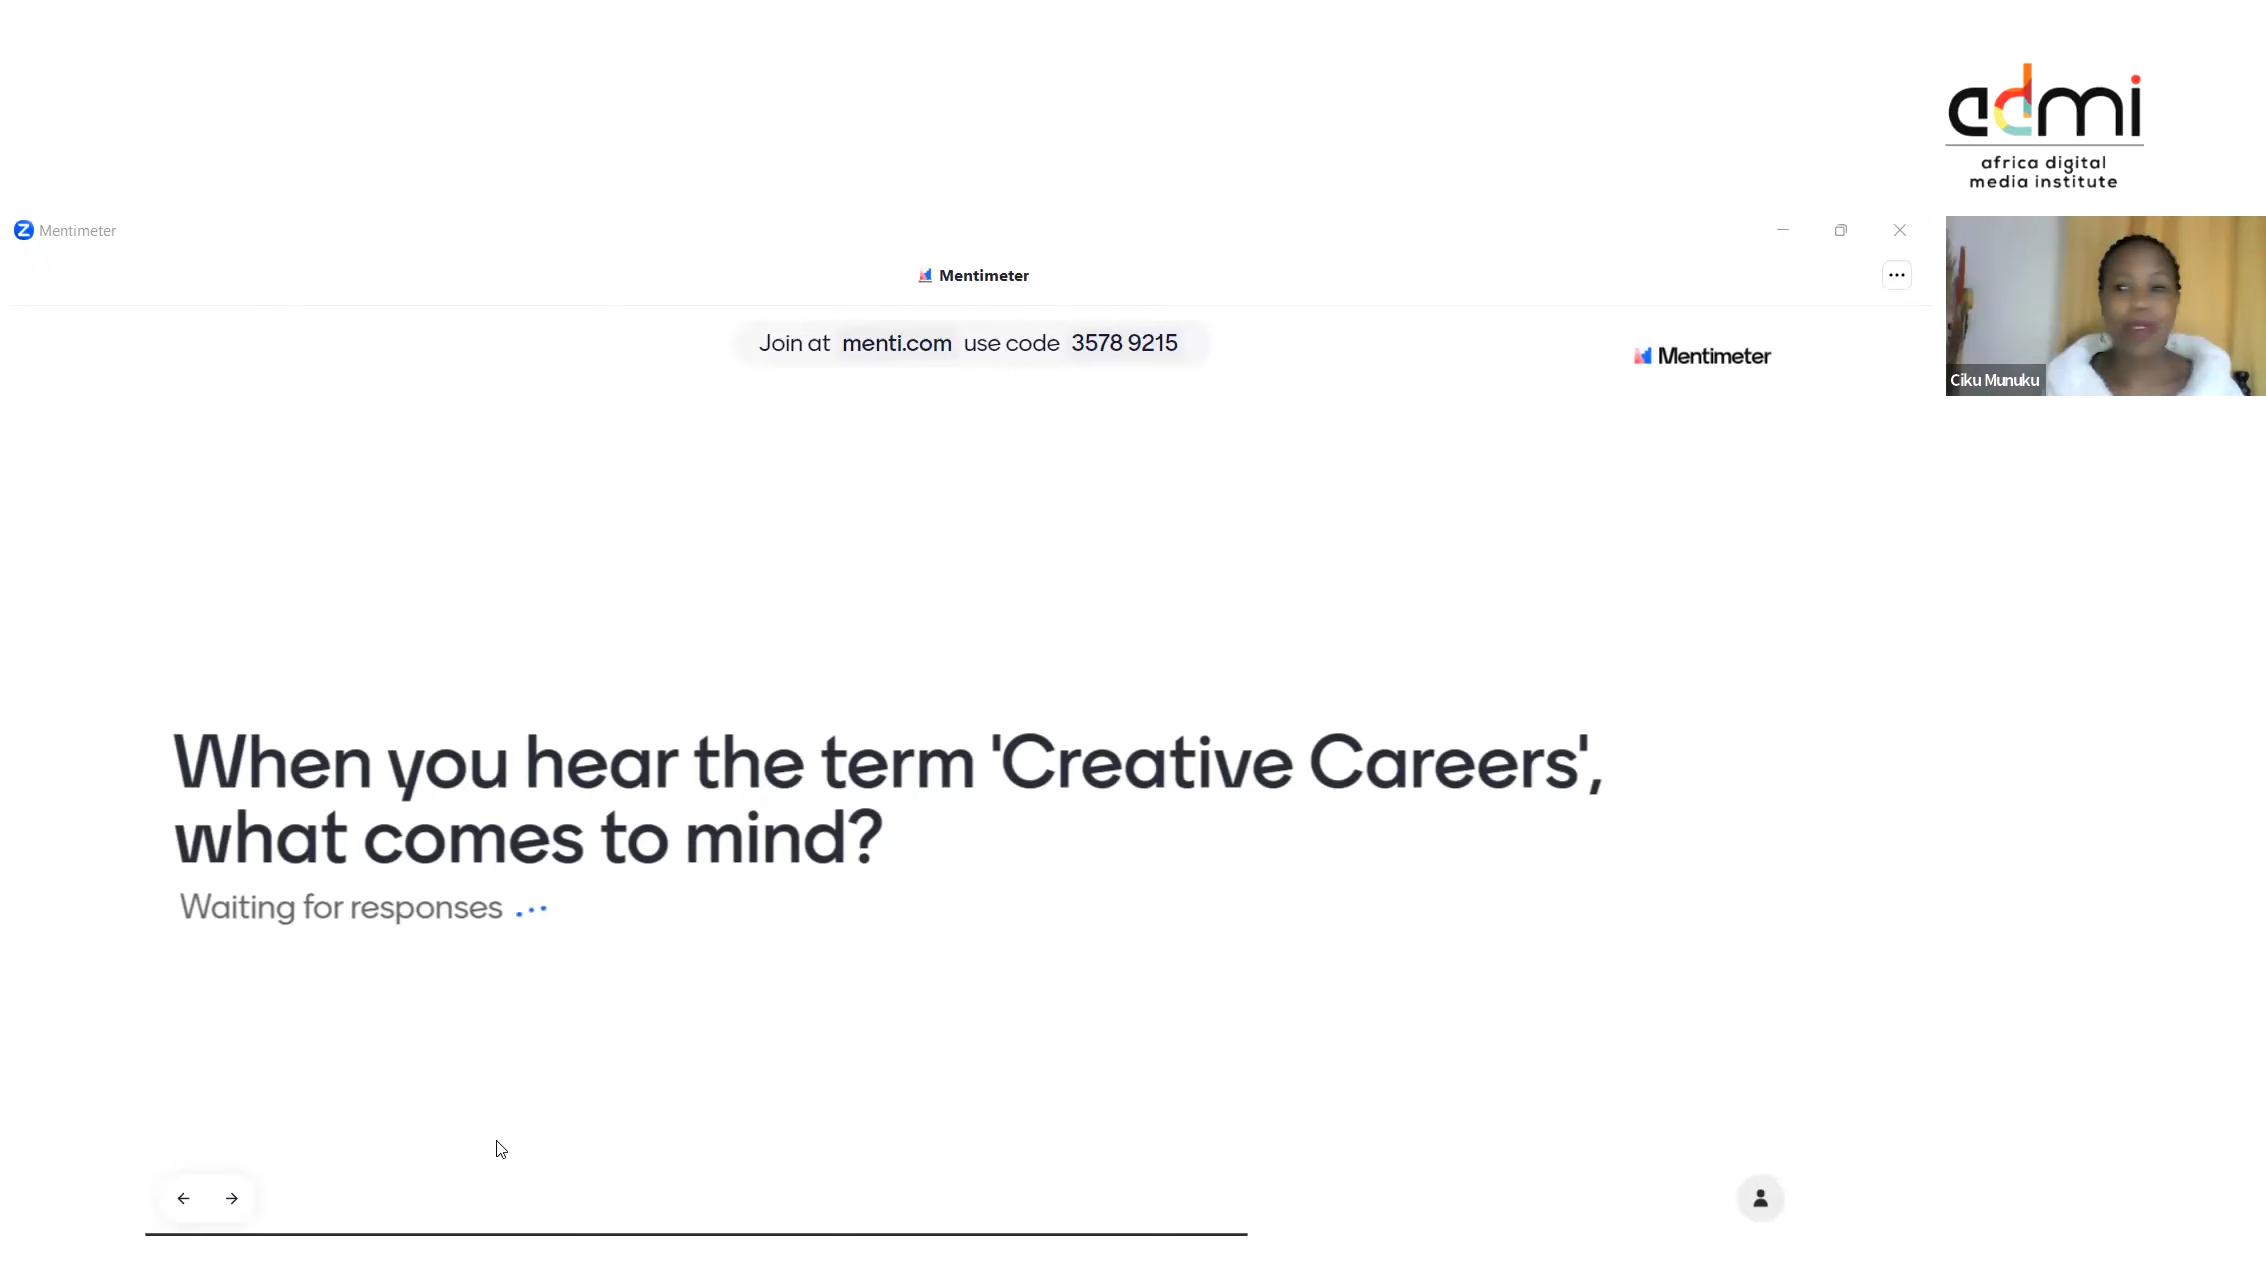 admi
africa digital
media institute
Mentimeter
Mentimeter
Join at menti.com use code 3578 9215
Mentimeter
Ciku Munuku
When you hear the term 'Creative Careers',
what comes to mind?
Waiting for responses